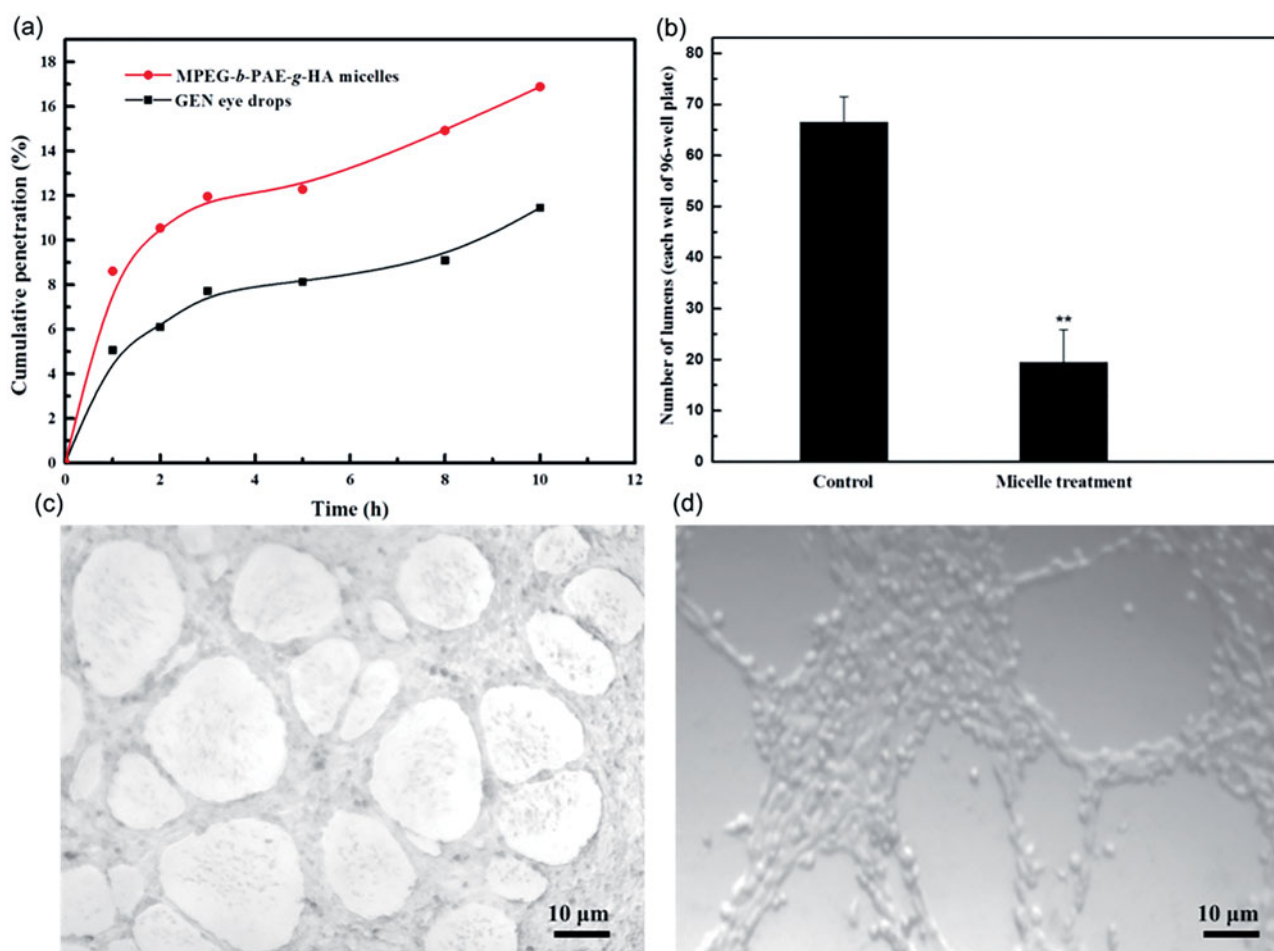 (a)
18
16
14
12
10
8
6
4
2
0
Cumulative penetration (%)
MPEG-b-PAE-g-HA micelles
GEN eye drops
0 2 4 6 8 10 12
Time (h)
(b)
80
70
60
50
40
30
20
10
0
Number of lumens (each well of 96-well plate)
**
Control Micelle treatment
(c)
10 µm
(d)
10 µm